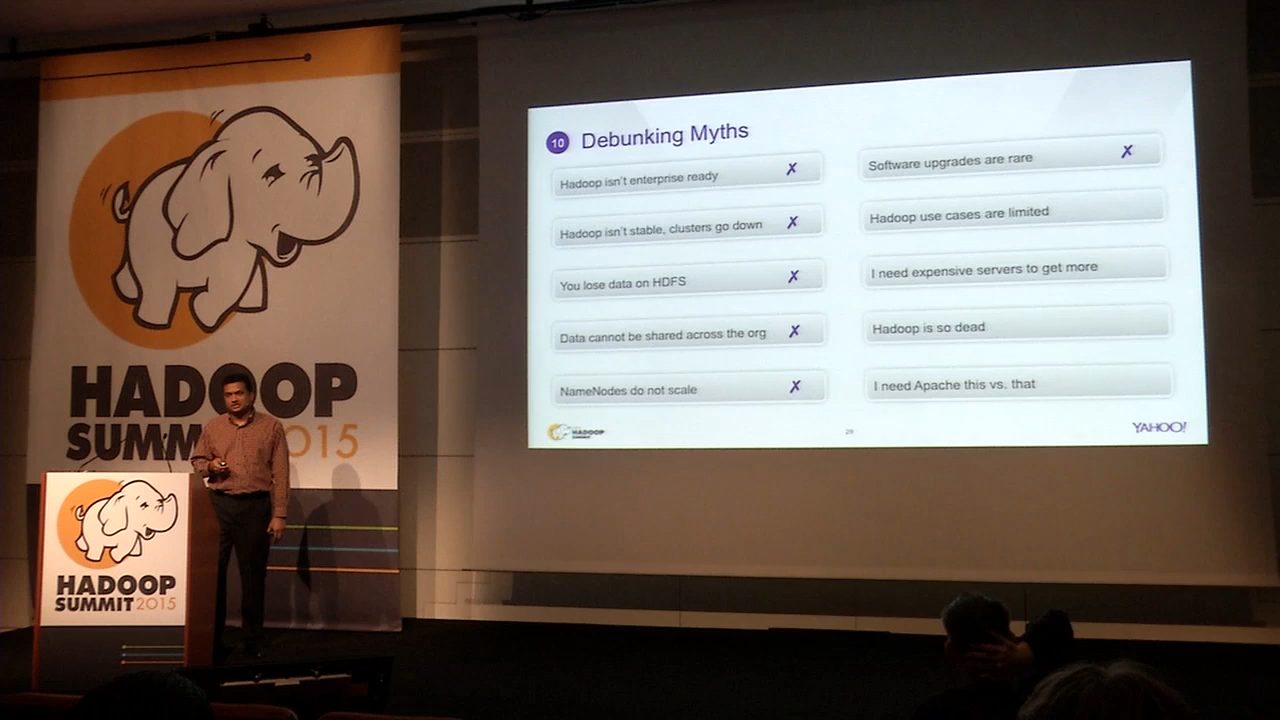 HADOOP
SUMMIT 2015
HADOOP
SUMMIT 2015
10 Debunking Myths
Hadoop isn't enterprise ready ✗
Hadoop isn't stable, clusters go down ✗
You lose data on HDFS ✗
Data cannot be shared across the org ✗
NameNodes do not scale ✗
Software upgrades are rare ✗
Hadoop use cases are limited
I need expensive servers to get more
Hadoop is so dead
I need Apache this vs. that
HADOOP
SUMMIT
29
YAHOO!